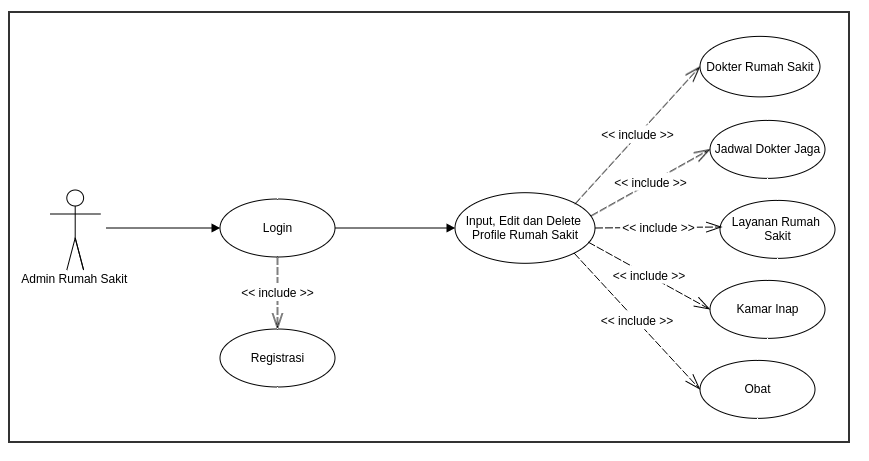 Dokter Rumah Sakit
<< include >>
Jadwal Dokter Jaga
<< include >>
Admin Rumah Sakit
Login
Input, Edit dan Delete
Profile Rumah Sakit
<< include >>
Layanan Rumah
Sakit
<< include >>
<< include >>
Kamar Inap
<< include >>
Registrasi
Obat